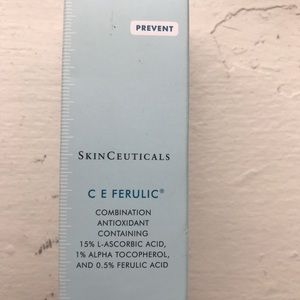 PREVENT
SKINCEUTICALS
C E FERULIC®
COMBINATION
ANTIOXIDANT
CONTAINING
15% L-ASCORBIC ACID,
1% ALPHA TOCOPHEROL,
AND 0.5% FERULIC ACID